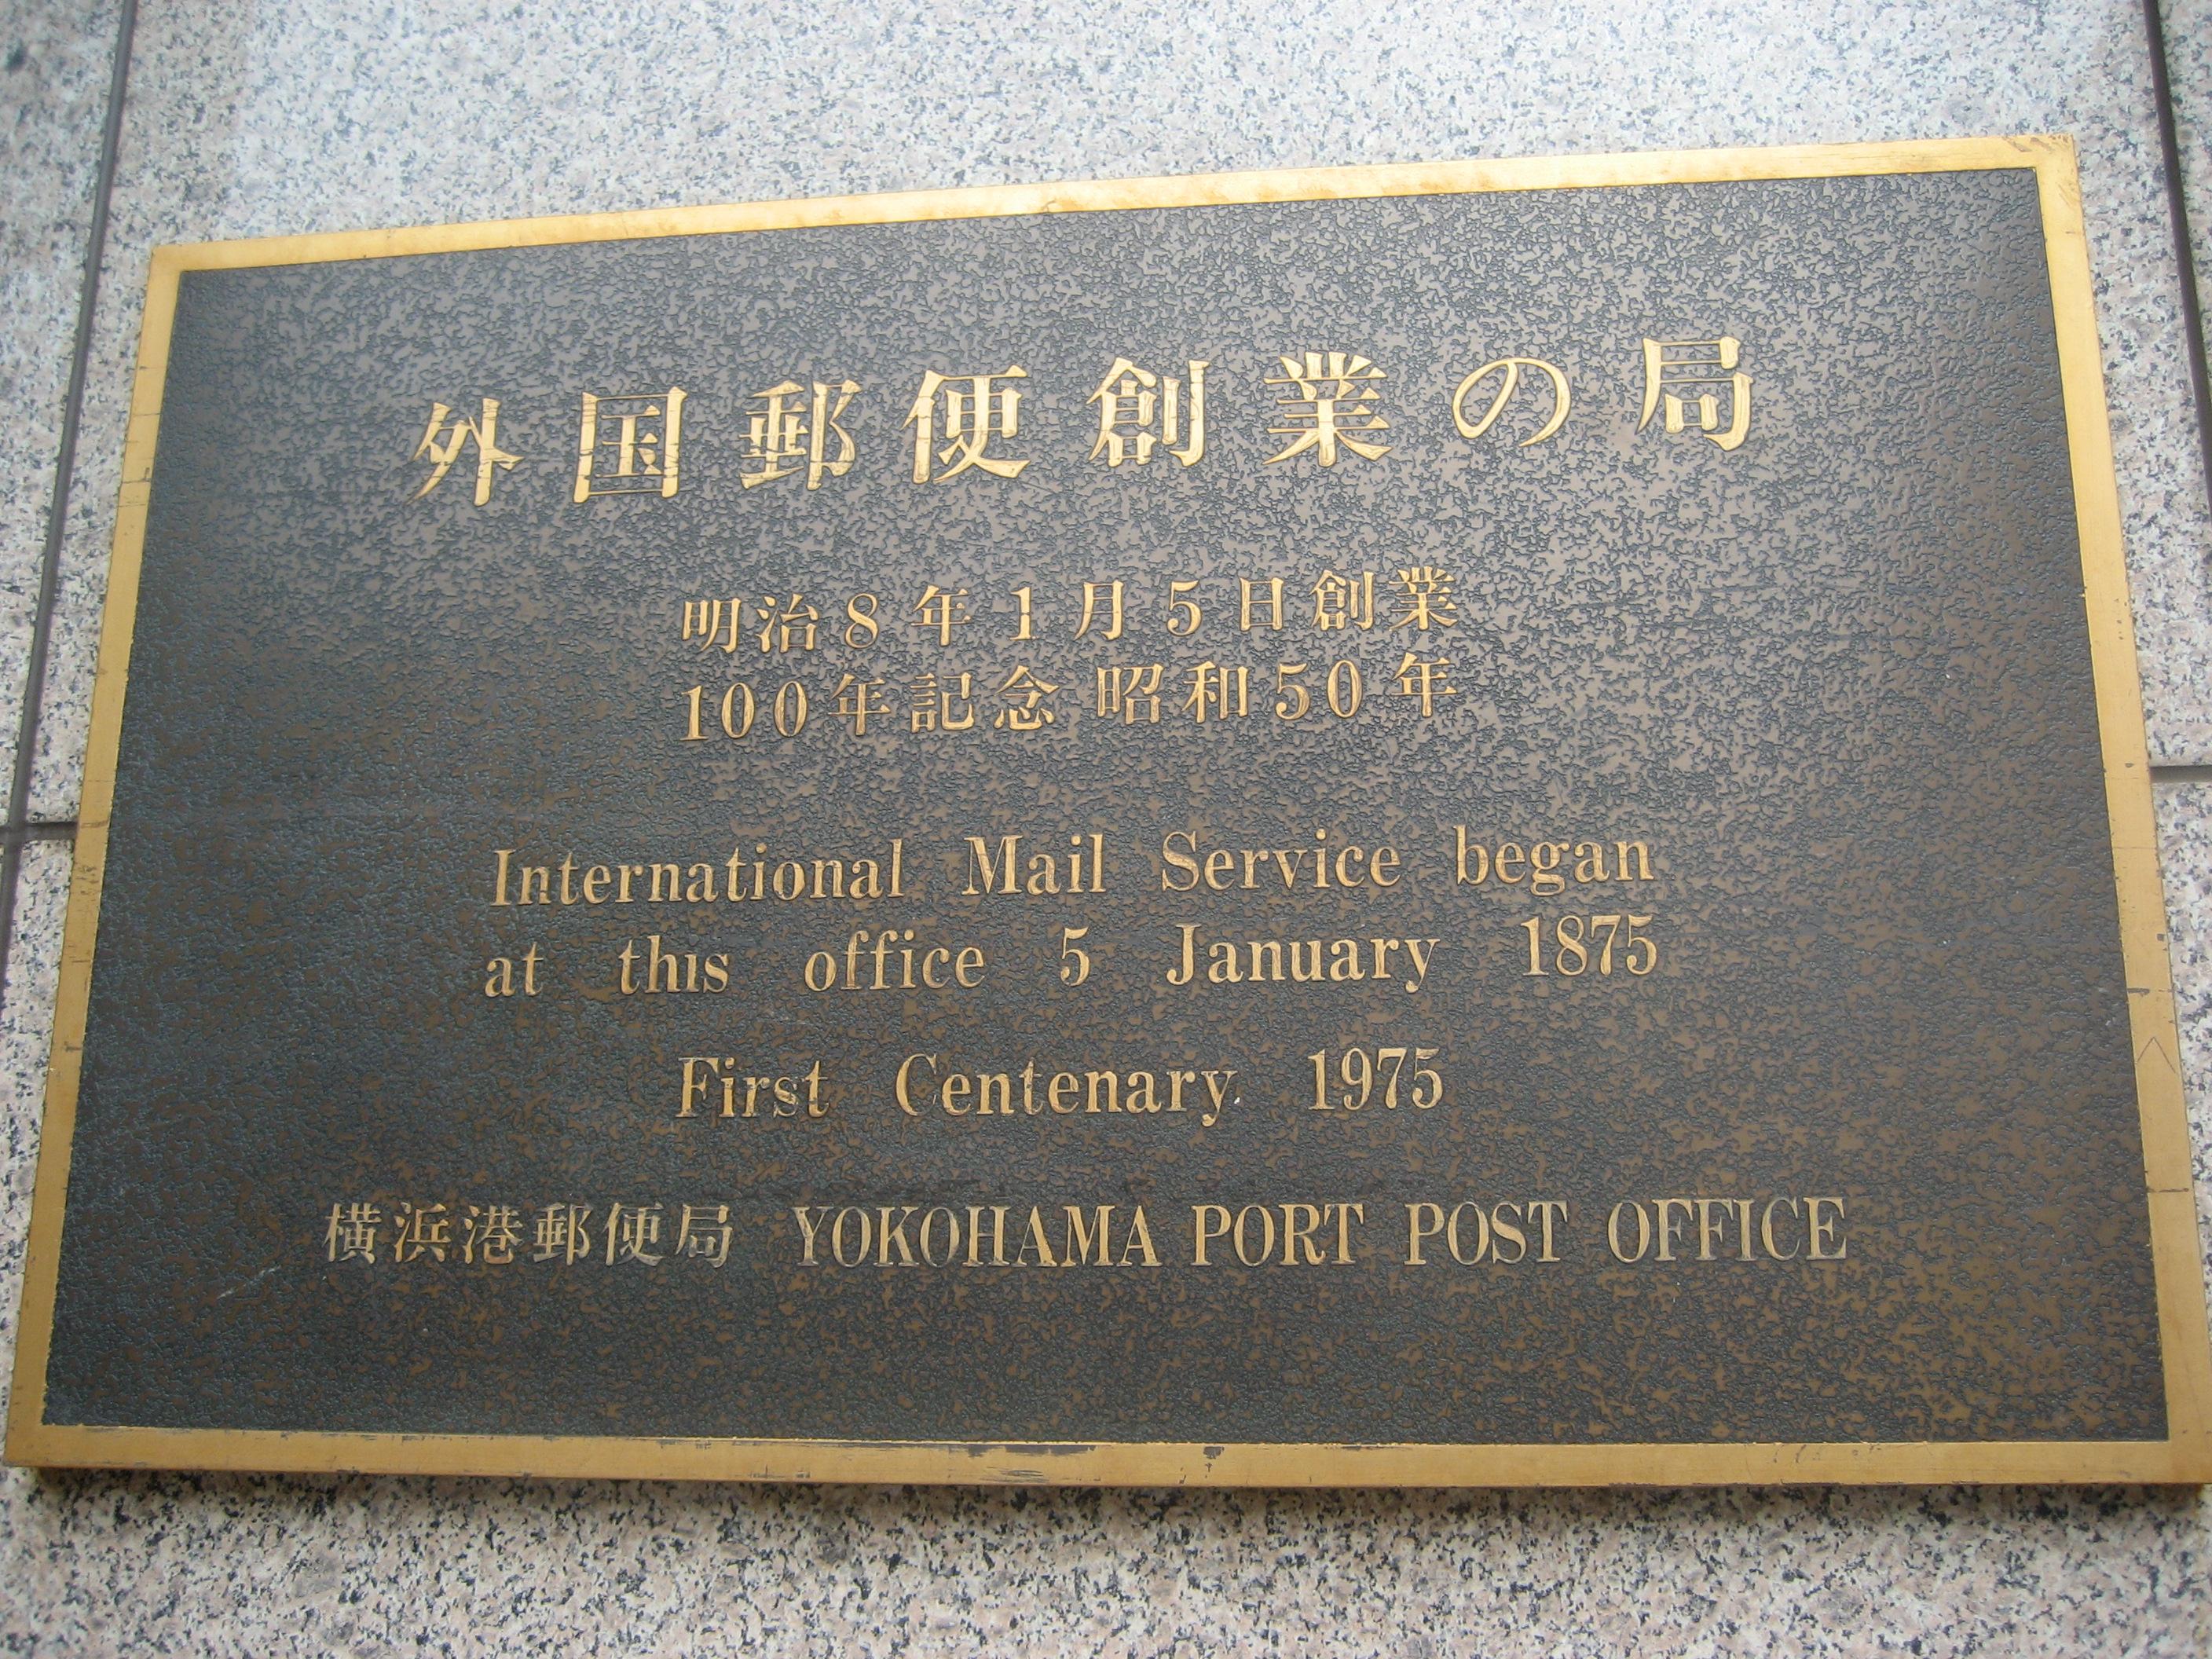 外国郵便創業の局
明治8年1月5日創業
100年記念 昭和50年
International Mail Service began
at this office 5 January 1875
First Centenary 1975
横浜港郵便局 YOKOHAMA PORT POST OFFICE